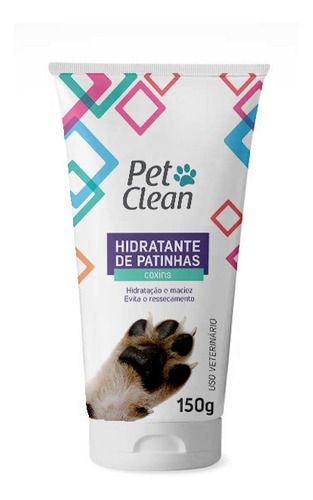 Pet
Clean
HIDRATANTE
DE PATINHAS
coxins
Hidratação e maciez
Evita o ressecamento
USO VETERINÁRIO
150g